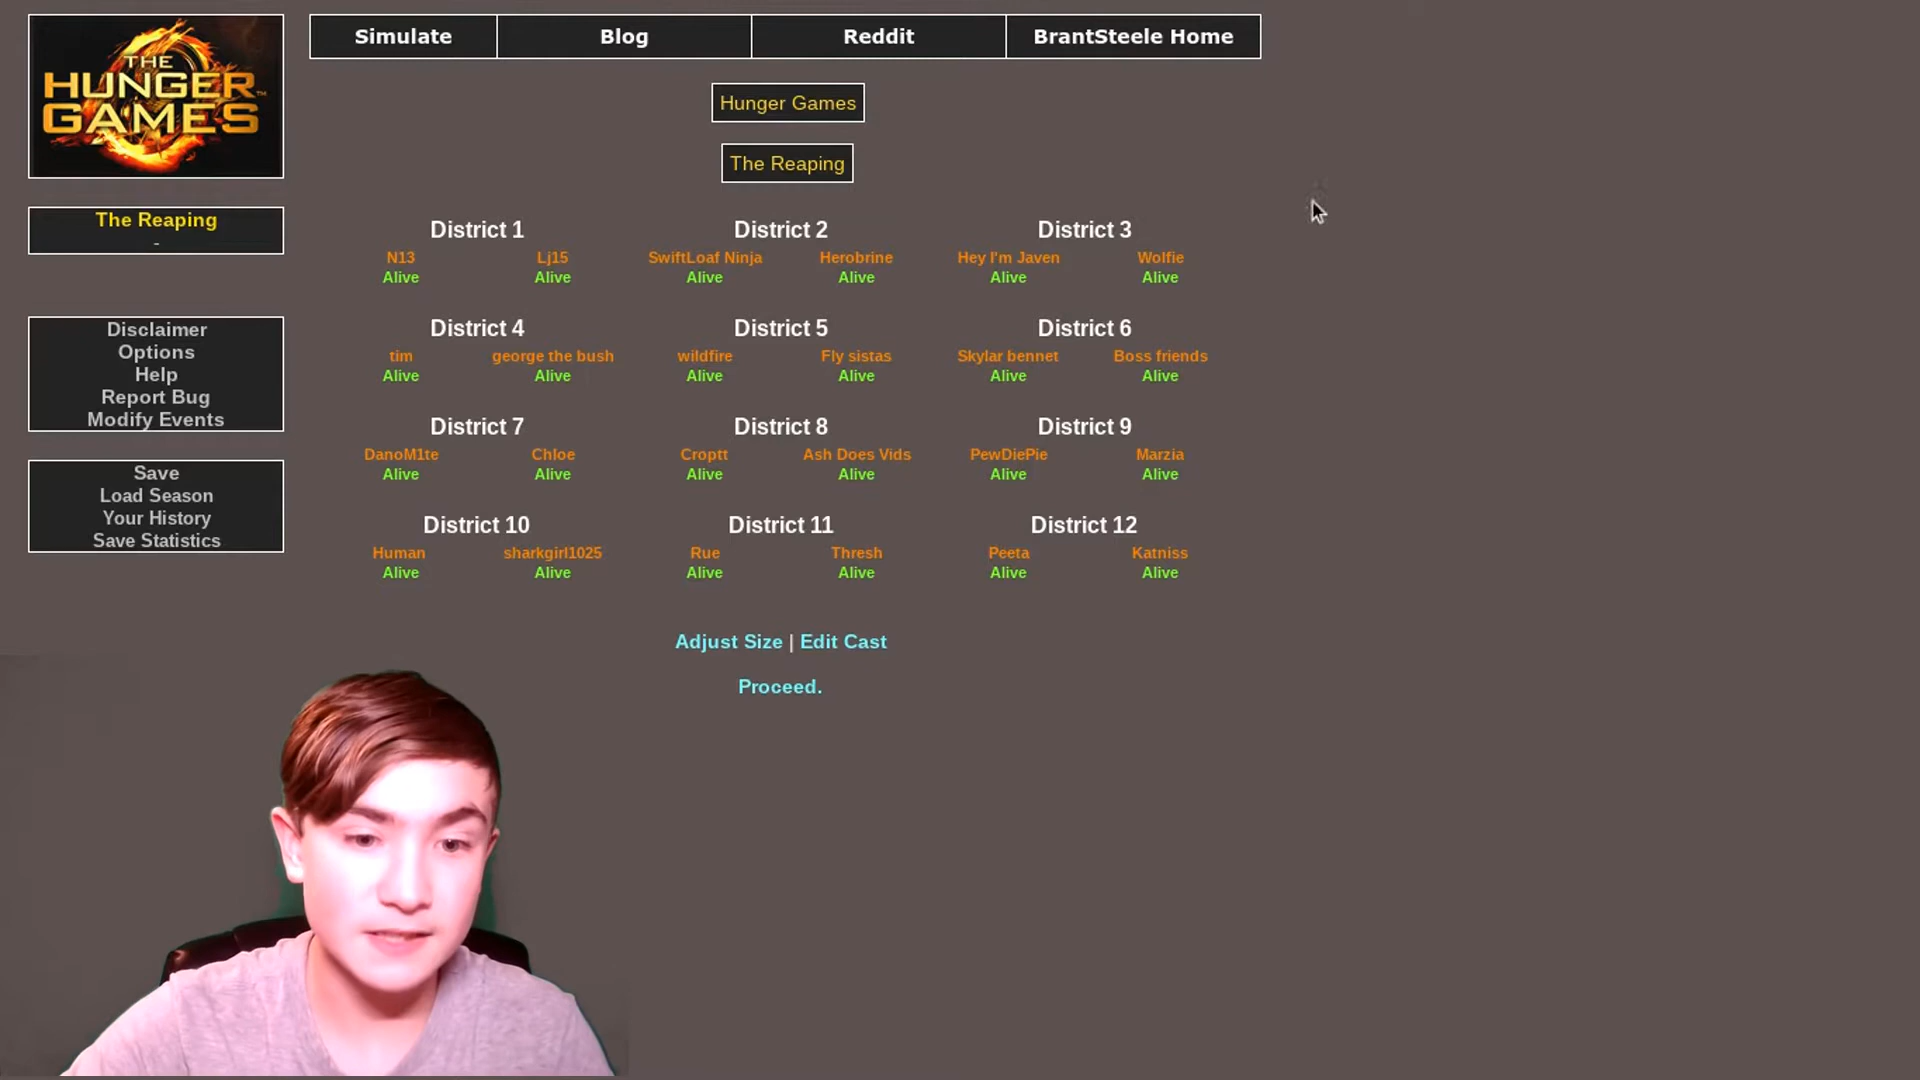 THE
HUNGER
GAMES™
Simulate
Blog
Reddit
BrantSteele Home
Hunger Games
The Reaping
The Reaping
-
Disclaimer
Options
Help
Report Bug
Modify Events
Save
Load Season
Your History
Save Statistics
District 1
District 2
District 3
N13 Lj15 SwiftLoaf Ninja Herobrine Hey I'm Javen Wolfie
Alive Alive Alive Alive Alive Alive
District 4
District 5
District 6
tim george the bush wildfire Fly sistas Skylar bennet Boss friends
Alive Alive Alive Alive Alive Alive
District 7
District 8
District 9
DanoM1te Chloe Croptt Ash Does Vids PewDiePie Marzia
Alive Alive Alive Alive Alive Alive
District 10
District 11
District 12
Human sharkgirl1025 Rue Thresh Peeta Katniss
Alive Alive Alive Alive Alive Alive
Adjust Size | Edit Cast
Proceed.